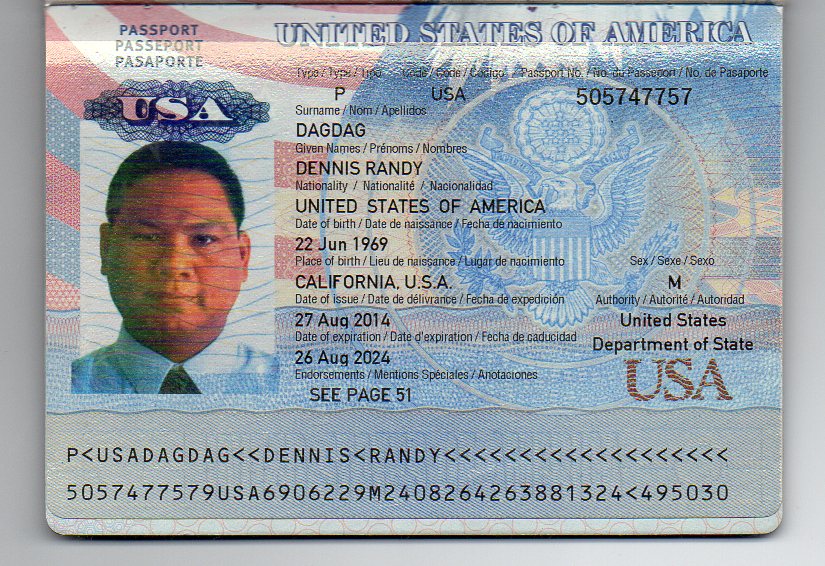 PASSPORT
PASSEPORT
PASAPORTE
UNITED STATES OF AMERICA
USA
Type / Type / Tipo Code / Code / Código Passport No. / No. du Passeport / No. de Pasaporte
P USA 505747757
Surname / Nom / Apellidos
DAGDAG
Given Names / Prénoms / Nombres
DENNIS RANDY
Nationality / Nationalité / Nacionalidad
UNITED STATES OF AMERICA
Date of birth / Date de naissance / Fecha de nacimiento
22 Jun 1969
Place of birth / Lieu de naissance / Lugar de nacimiento Sex / Sexe / Sexo
CALIFORNIA, U.S.A. M
Date of issue / Date de délivrance / Fecha de expedición Authority / Autorité / Autoridad
27 Aug 2014 United States
Date of expiration / Date d'expiration / Fecha de caducidad Department of State
26 Aug 2024
USA
Endorsements / Mentions Spéciales / Anotaciones
SEE PAGE 51
P<USADAGDAG<<DENNIS<RANDY<<<<<<<<<<<<<<<<<<<
5057477579USA6906229M2408264263881324<495030